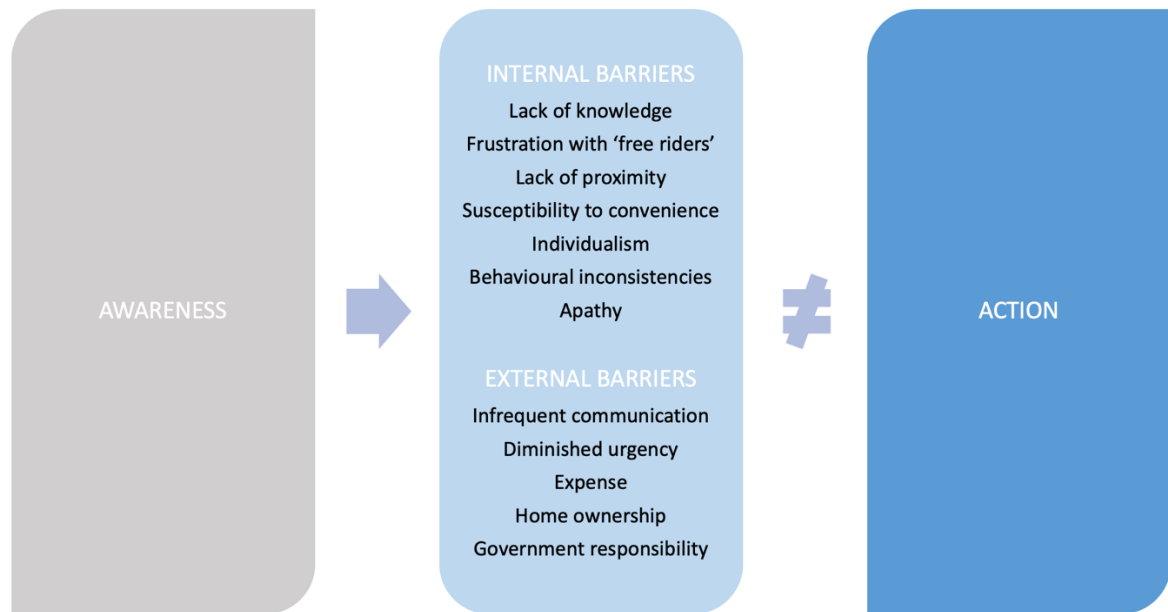 AWARENESS
INTERNAL BARRIERS
Lack of knowledge
Frustration with ‘free riders’
Lack of proximity
Susceptibility to convenience
Individualism
Behavioural inconsistencies
Apathy
EXTERNAL BARRIERS
Infrequent communication
Diminished urgency
Expense
Home ownership
Government responsibility
≠
ACTION